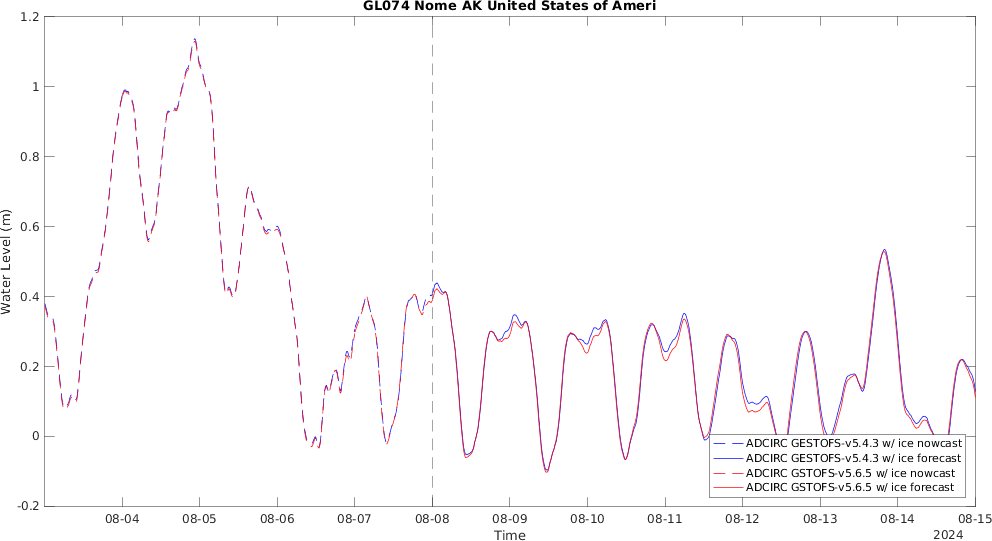 GL074 Nome AK United States of Ameri
1.2
1
0.8
0.6
0.4
0.2
0
-0.2
Water Level (m)
ADCIRC GESTOFS-v5.4.3 w/ ice nowcast
ADCIRC GESTOFS-v5.4.3 w/ ice forecast
ADCIRC GSTOFS-v5.6.5 w/ ice nowcast
ADCIRC GSTOFS-v5.6.5 w/ ice forecast
08-04 08-05 08-06 08-07 08-08 08-09 08-10 08-11 08-12 08-13 08-14 08-15
Time
2024